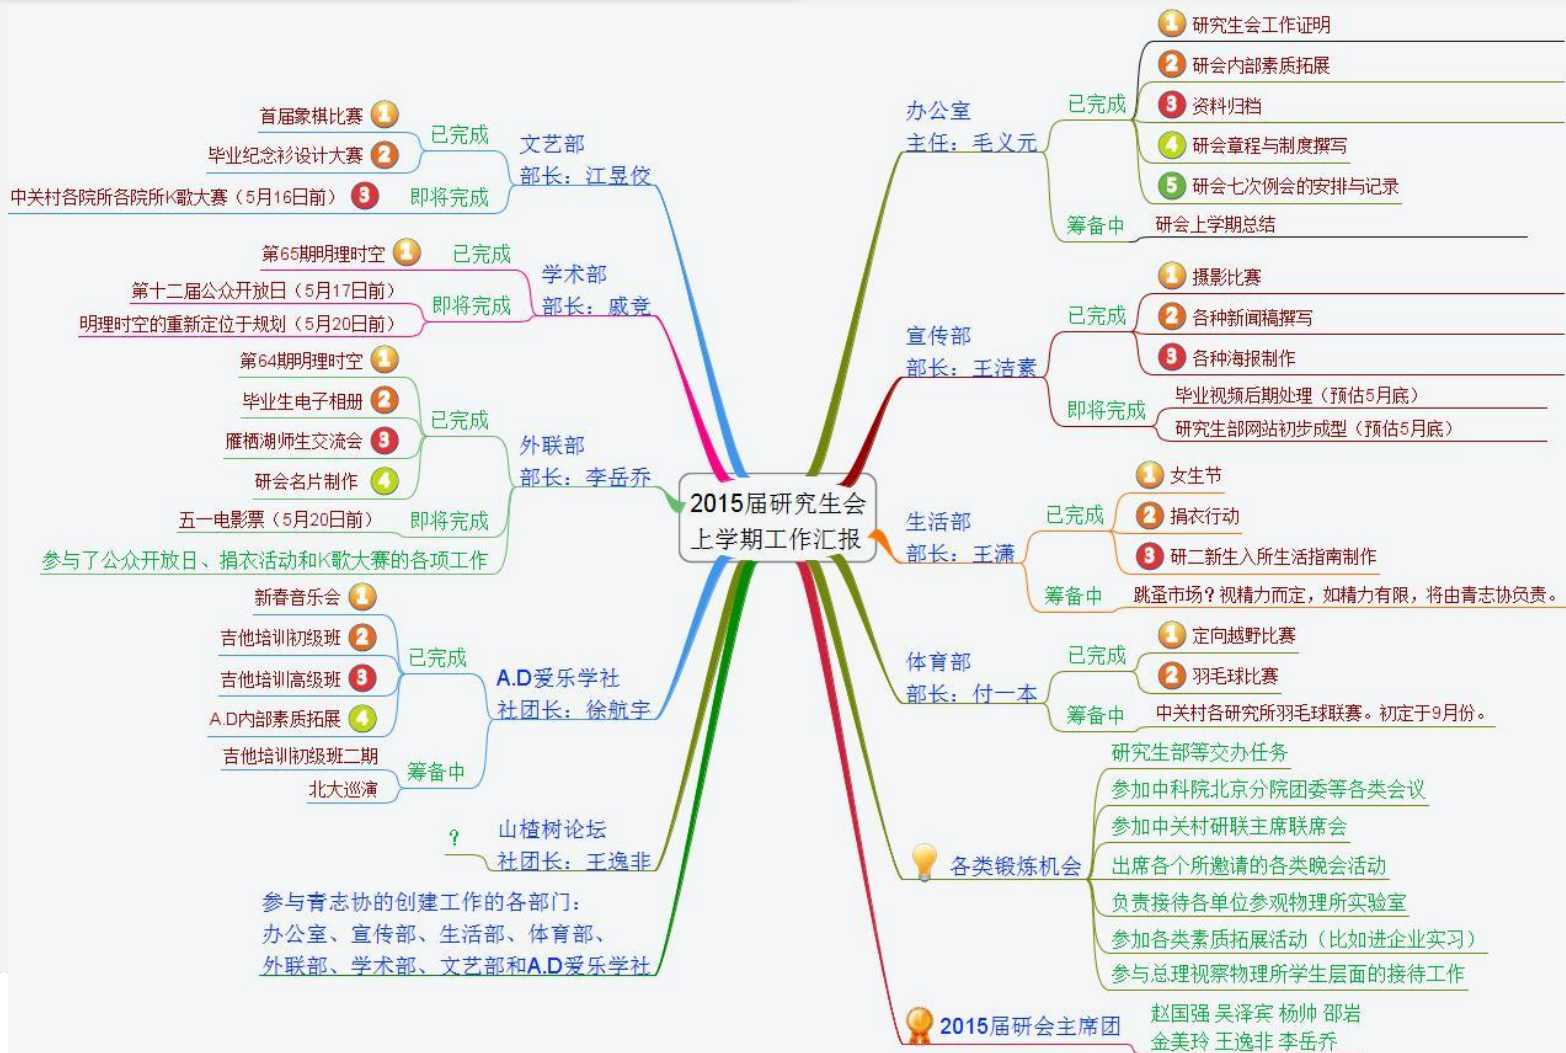 2015届研究生会
上学期工作汇报
文艺部
部长：江昱佼
已完成
首届象棋比赛 1
毕业纪念衫设计大赛 2
即将完成
中关村各院所各院所K歌大赛（5月16日前） 3
学术部
部长：戚竞
已完成
第65期明理时空 1
即将完成
第十二届公众开放日（5月17日前）
明理时空的重新定位于规划（5月20日前）
外联部
部长：李岳乔
已完成
第64期明理时空 1
毕业生电子相册 2
雁栖湖师生交流会 3
研会名片制作 4
即将完成
五一电影票（5月20日前）
参与了公众开放日、捐衣活动和K歌大赛的各项工作
A.D爱乐学社
社团长：徐航宇
已完成
新春音乐会 1
吉他培训初级班 2
吉他培训高级班 3
A.D内部素质拓展 4
筹备中
吉他培训初级班二期
北大巡演
山楂树论坛
社团长：王逸非
？
参与青志协的创建工作的各部门：
办公室、宣传部、生活部、体育部、
外联部、学术部、文艺部和A.D爱乐学社
办公室
主任：毛义元
已完成
1 研究生会工作证明
2 研会内部素质拓展
3 资料归档
4 研会章程与制度撰写
5 研会七次例会的安排与记录
筹备中
研会上学期总结
宣传部
部长：王洁素
已完成
1 摄影比赛
2 各种新闻稿撰写
3 各种海报制作
即将完成
毕业视频后期处理（预估5月底）
研究生部网站初步成型（预估5月底）
生活部
部长：王潇
已完成
1 女生节
2 捐衣行动
3 研二新生入所生活指南制作
筹备中
跳蚤市场？视精力而定，如精力有限，将由青志协负责。
体育部
部长：付一本
已完成
1 定向越野比赛
2 羽毛球比赛
筹备中
中关村各研究所羽毛球联赛。初定于9月份。
各类锻炼机会
研究生部等交办任务
参加中科院北京分院团委等各类会议
参加中关村研联主席联席会
出席各个所邀请的各类晚会活动
负责接待各单位参观物理所实验室
参加各类素质拓展活动（比如进企业实习）
参与总理视察物理所学生层面的接待工作
2015届研会主席团
赵国强 吴泽宾 杨帅 邵岩
金美玲 王逸非 李岳乔